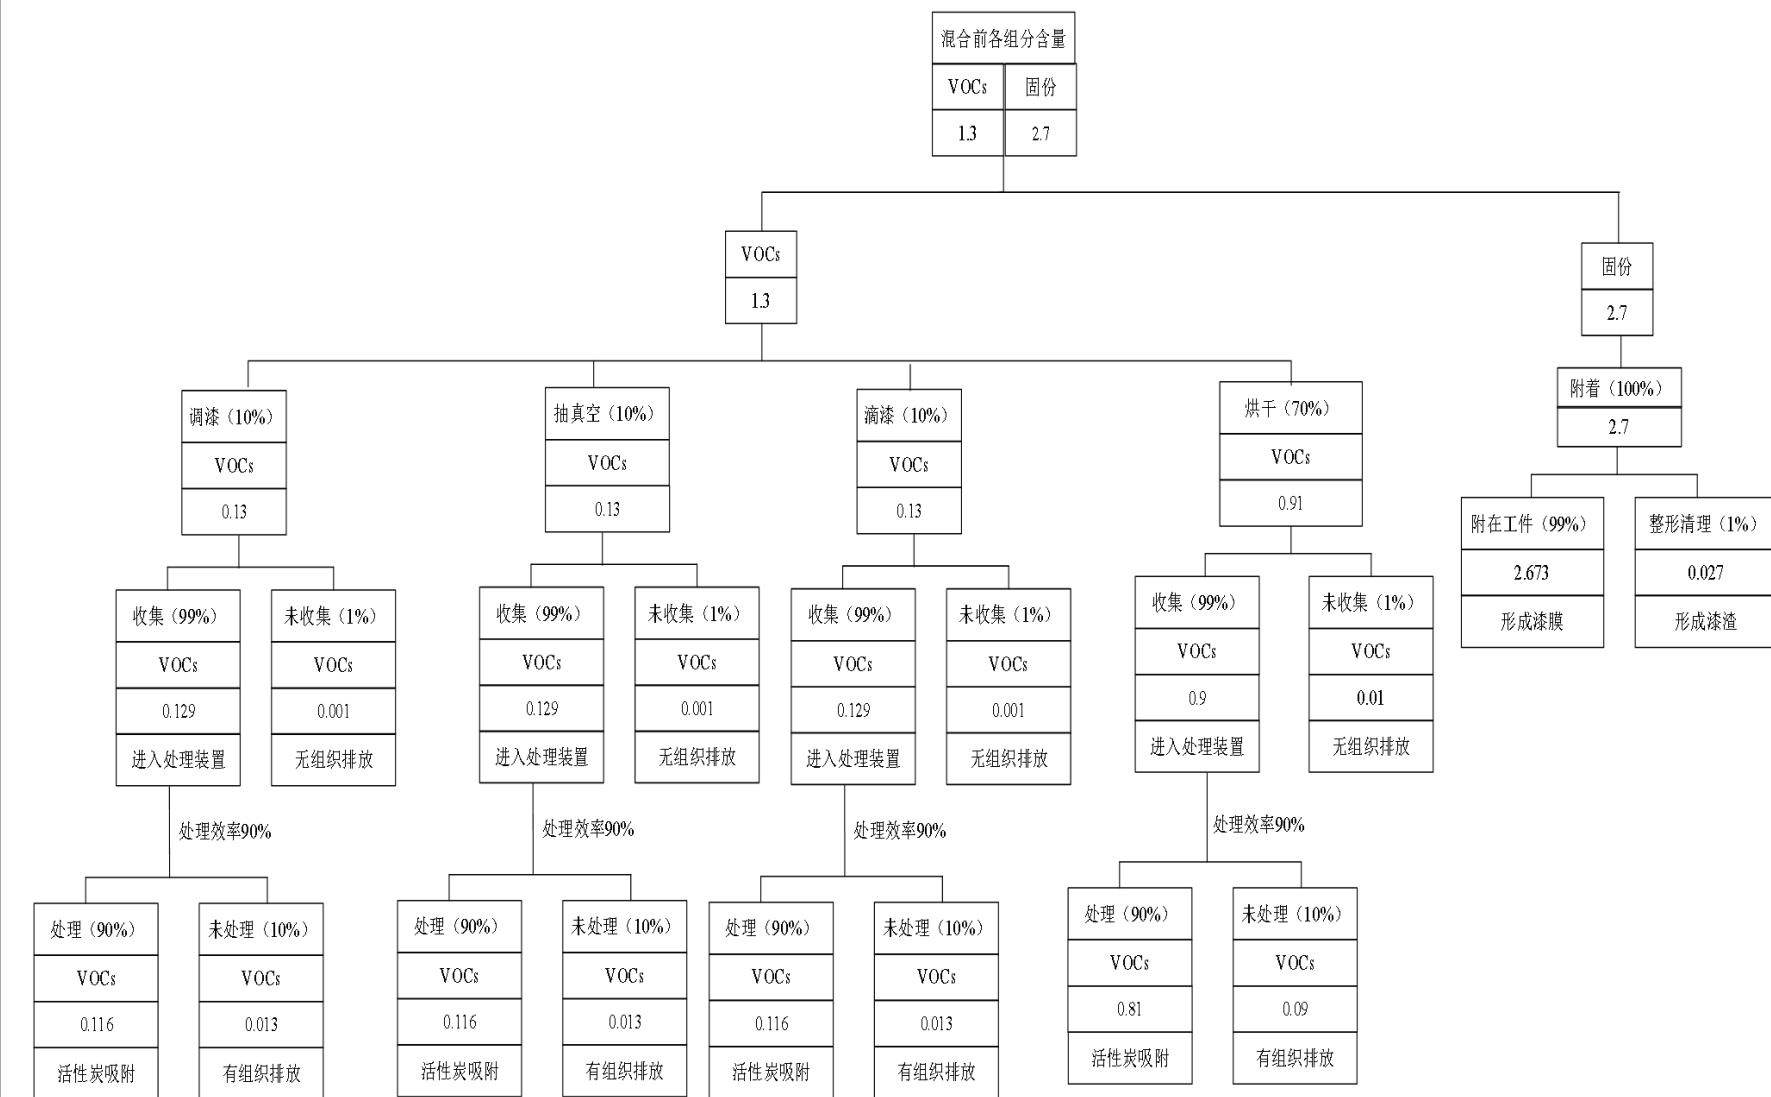 混合前各组分含量
VOCs 固份
1.3 2.7
VOCs
1.3
固份
2.7
附着（100%）
2.7
调漆（10%）
VOCs
0.13
抽真空（10%）
VOCs
0.13
滴漆（10%）
VOCs
0.13
烘干（70%）
VOCs
0.91
附在工件（99%）
2.673
形成漆膜
整形清理（1%）
0.027
形成漆渣
收集（99%）
VOCs
0.129
进入处理装置
未收集（1%）
VOCs
0.001
无组织排放
收集（99%）
VOCs
0.129
进入处理装置
未收集（1%）
VOCs
0.001
无组织排放
收集（99%）
VOCs
0.129
进入处理装置
未收集（1%）
VOCs
0.001
无组织排放
收集（99%）
VOCs
0.9
进入处理装置
未收集（1%）
VOCs
0.01
无组织排放
处理效率90%
处理效率90%
处理效率90%
处理效率90%
处理（90%）
VOCs
0.116
活性炭吸附
未处理（10%）
VOCs
0.013
有组织排放
处理（90%）
VOCs
0.116
活性炭吸附
未处理（10%）
VOCs
0.013
有组织排放
处理（90%）
VOCs
0.116
活性炭吸附
未处理（10%）
VOCs
0.013
有组织排放
处理（90%）
VOCs
0.81
活性炭吸附
未处理（10%）
VOCs
0.09
有组织排放